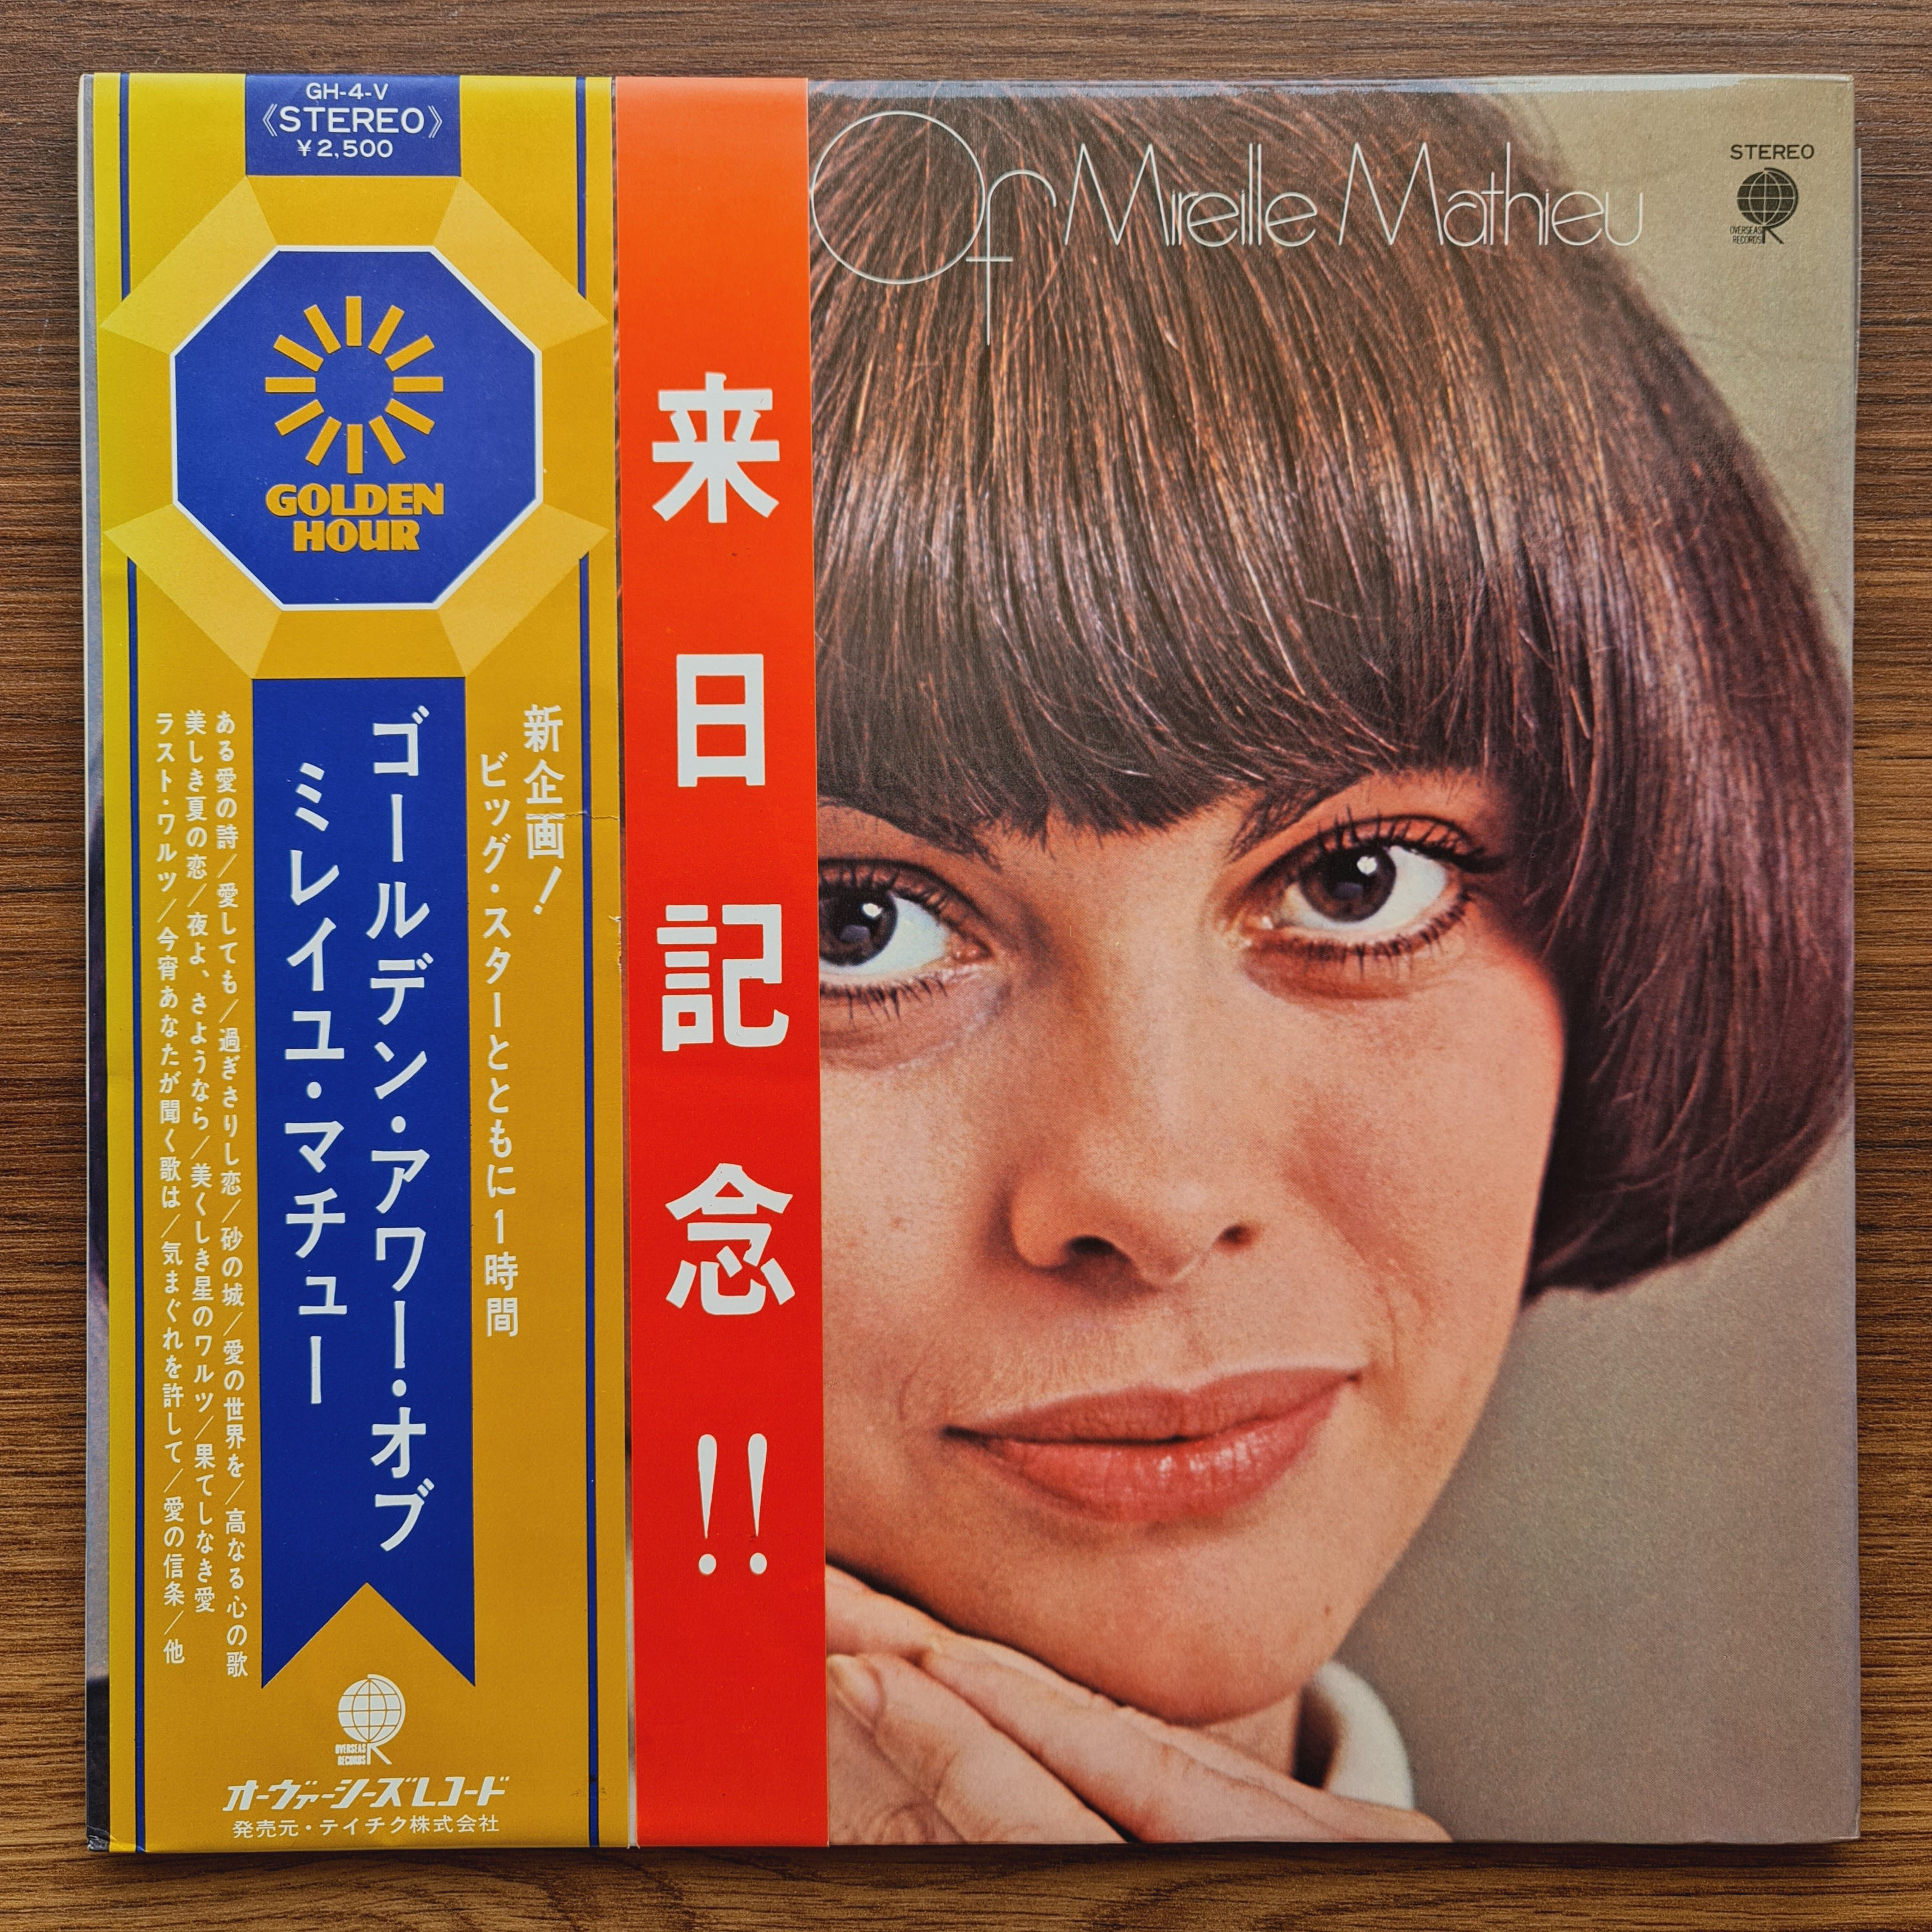 GH-4-V
《STEREO》
¥2,500
GOLDEN
HOUR
新企画!
ビッグ・スターとともに1時間
ゴールデン・アワー・オブ
ミレイユ・マチュー
ある愛の詩/愛しても/過ぎさりし恋/砂の城/愛の世界を/高なる心の歌
美しき夏の恋/夜よ、さようなら/美くしき星のワルツ/果てしなき愛
ラスト・ワルツ/今宵あなたが聞く歌は/気まぐれを許して/愛の信条/他
OVERSEAS
RECORDS
オーヴァーシーズレコード
発売元・テイチク株式会社
来日記念!!
Of Mireille Mathieu
STEREO
OVERSEAS
RECORDS